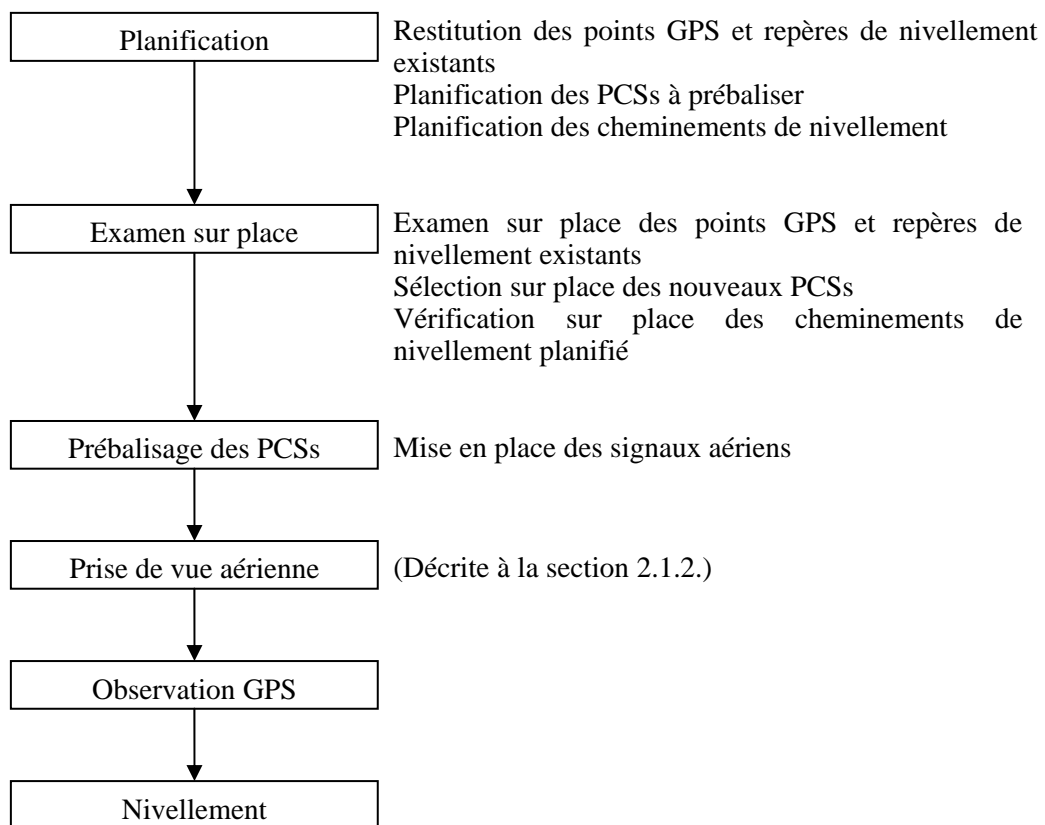 Planification
Restitution des points GPS et repères de nivellement
existants
Planification des PCSs à prébaliser
Planification des cheminements de nivellement
Examen sur place
Examen sur place des points GPS et repères de
nivellement existants
Sélection sur place des nouveaux PCSs
Vérification sur place des cheminements de
nivellement planifié
Prébalisage des PCSs
Mise en place des signaux aériens
Prise de vue aérienne
(Décrite à la section 2.1.2.)
Observation GPS
Nivellement